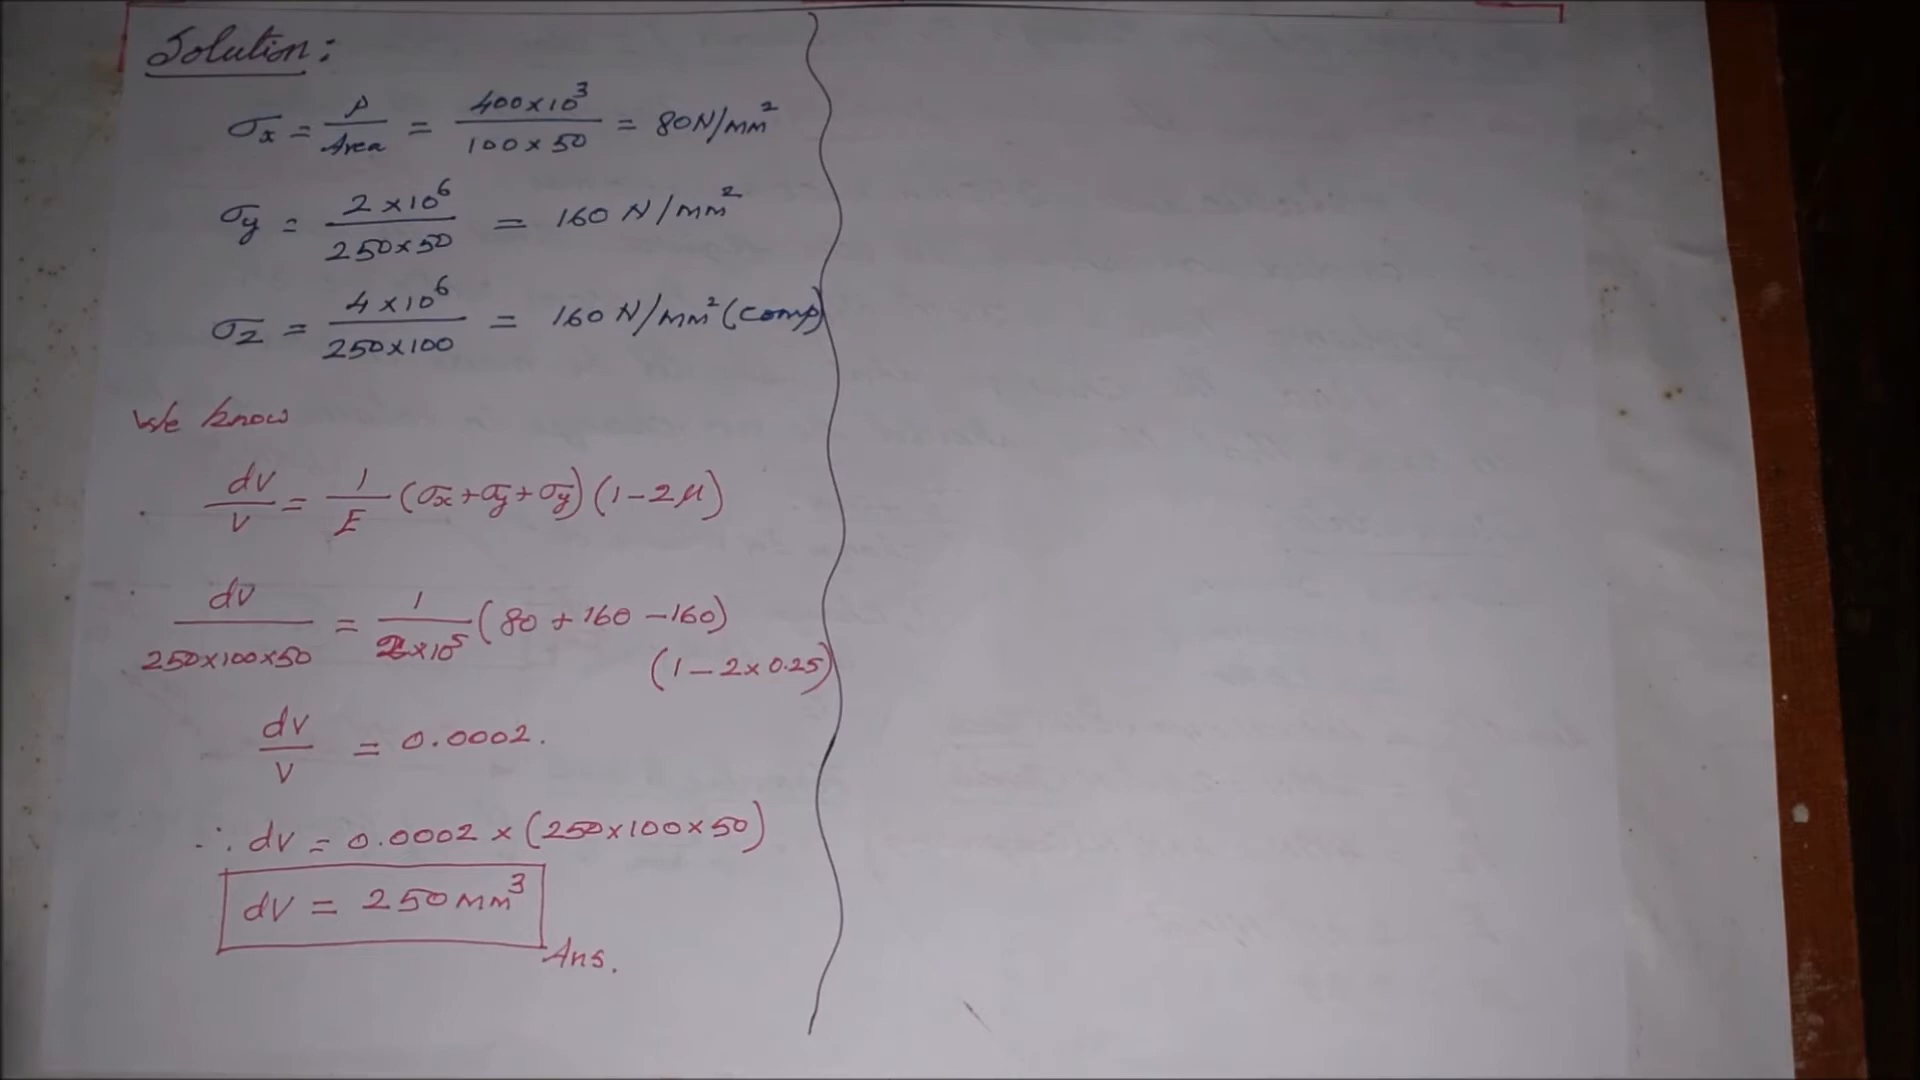 Solution:
σx = P/Area = 400×10³/100×50 = 80N/mm²
σy = 2×10⁶/250×50 = 160 N/mm²
σz = 4×10⁶/250×100 = 160 N/mm² (comp)
We know
dv/v = 1/E (σx+σy+σy) (1-2μ)
dv/250×100×50 = 1/2×10⁵ (80+160-160)
(1-2×0.25)
dv/v = 0.0002.
∴ dv = 0.0002 × (250×100×50)
dv = 250mm³
Ans.